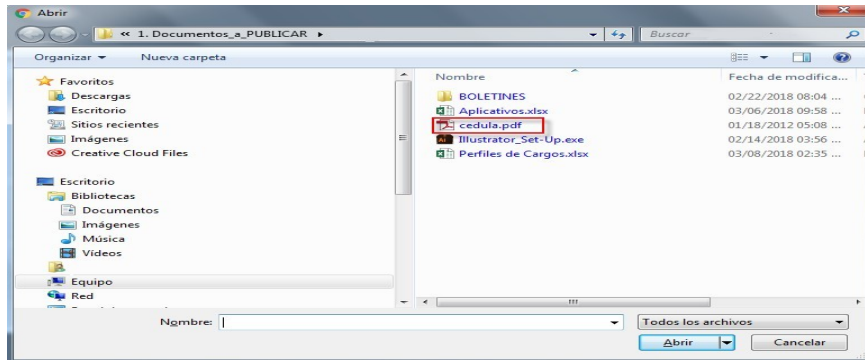 Abrir
« 1. Documentos_a_PUBLICAR
Buscar
Organizar
Nueva carpeta
Favoritos
Descargas
Escritorio
Sitios recientes
Imágenes
Creative Cloud Files
Escritorio
Bibliotecas
Documentos
Imágenes
Música
Vídeos
Equipo
Red
Nombre Fecha de modifica...
BOLETINES 02/22/2018 08:04 ...
Aplicativos.xlsx 03/06/2018 09:58 ...
cedula.pdf 01/18/2012 05:08 ...
Illustrator_Set-Up.exe 02/14/2018 03:56 ...
Perfiles de Cargos.xlsx 03/08/2018 02:35 ...
Nombre:
Todos los archivos
Abrir
Cancelar